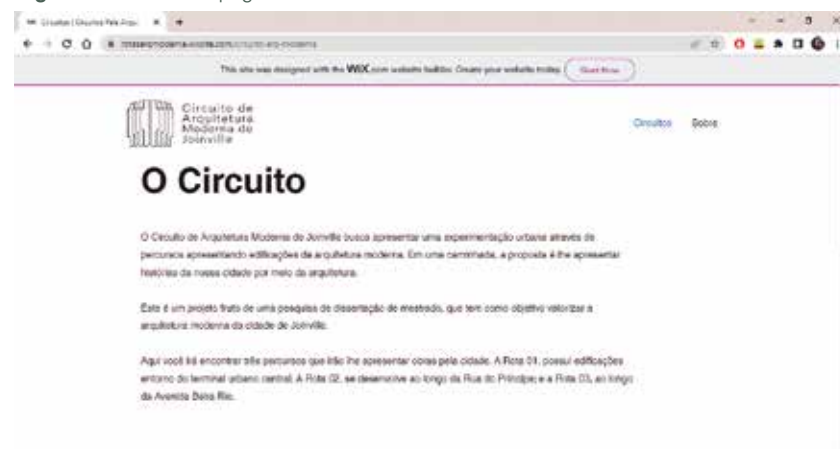 This site was designed with the WiX.com website builder. Create your website today. Start Now
Circuito de
Arquitetura
Moderna de
Joinville
Circuitos Sobre
O Circuito
O Circuito de Arquitetura Moderna de Joinville busca apresentar uma experimentação urbana através de
percursos apresentando edificações da arquitetura moderna. Em uma caminhada, a proposta é lhe apresentar
histórias da nossa cidade por meio da arquitetura.
Este é um projeto fruto de uma pesquisa de dissertação de mestrado, que tem como objetivo valorizar a
arquitetura moderna da cidade de Joinville.
Aqui você irá encontrar três percursos que irão lhe apresentar obras pela cidade. A Rota 01, possui edificações
entorno do terminal urbano central. A Rota 02, se desenvolve ao longo da Rua do Príncipe; e a Rota 03, ao longo
da Avenida Beira Rio.